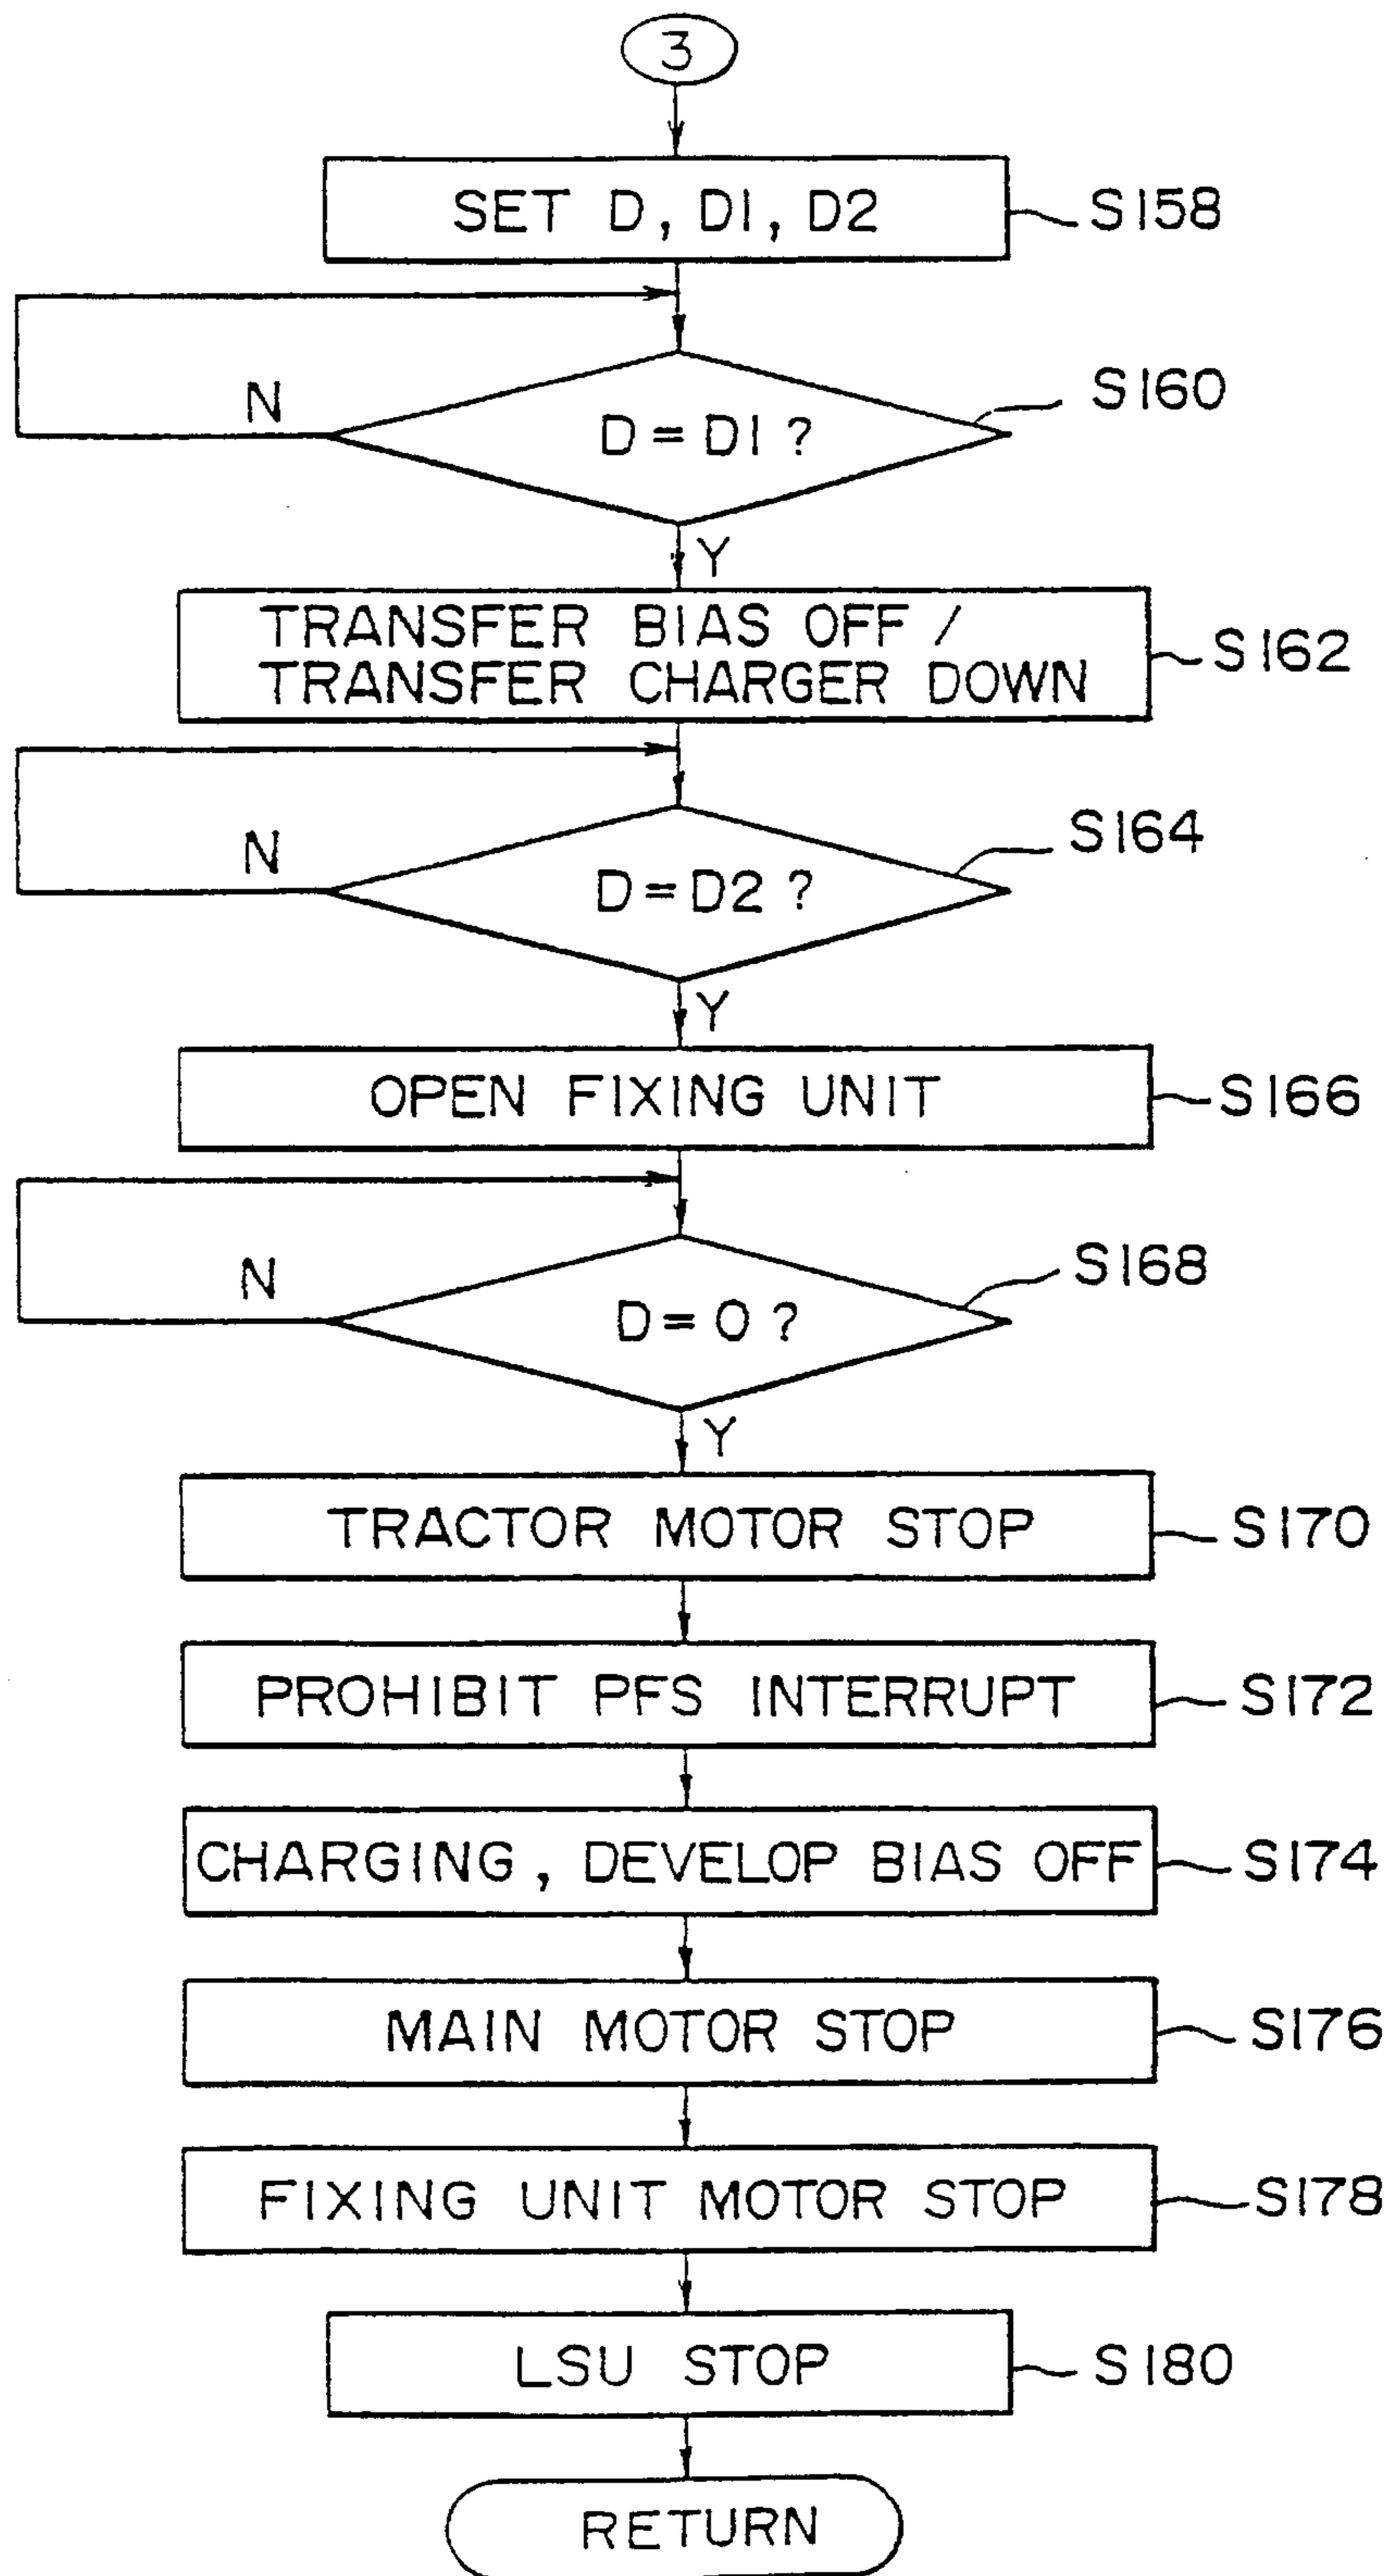 3
SET D, D1, D2
S158
S160
N
D=D1?
Y
TRANSFER BIAS OFF /
TRANSFER CHARGER DOWN
S162
S164
N
D=D2?
Y
OPEN FIXING UNIT
S166
S168
N
D=0?
Y
TRACTOR MOTOR STOP
S170
PROHIBIT PFS INTERRUPT
S172
CHARGING, DEVELOP BIAS OFF
S174
MAIN MOTOR STOP
S176
FIXING UNIT MOTOR STOP
S178
LSU STOP
S180
RETURN